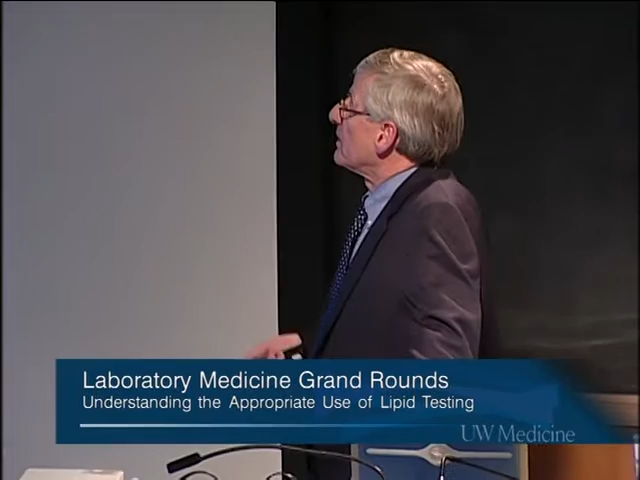 Laboratory Medicine Grand Rounds
Understanding the Appropriate Use of Lipid Testing
UW Medicine